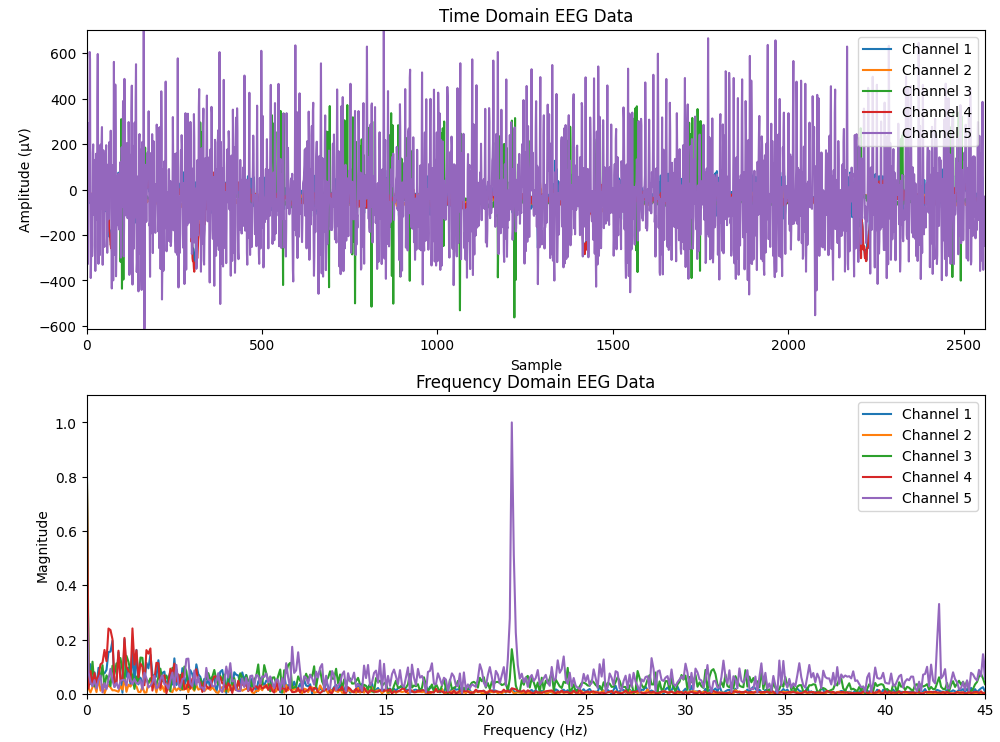 Time Domain EEG Data
Amplitude (μV)
600
400
200
0
−200
−400
−600
Channel 1
Channel 2
Channel 3
Channel 4
Channel 5
0 500 1000 1500 2000 2500
Sample
Frequency Domain EEG Data
Magnitude
1.0
0.8
0.6
0.4
0.2
0.0
Channel 1
Channel 2
Channel 3
Channel 4
Channel 5
0 5 10 15 20 25 30 35 40 45
Frequency (Hz)